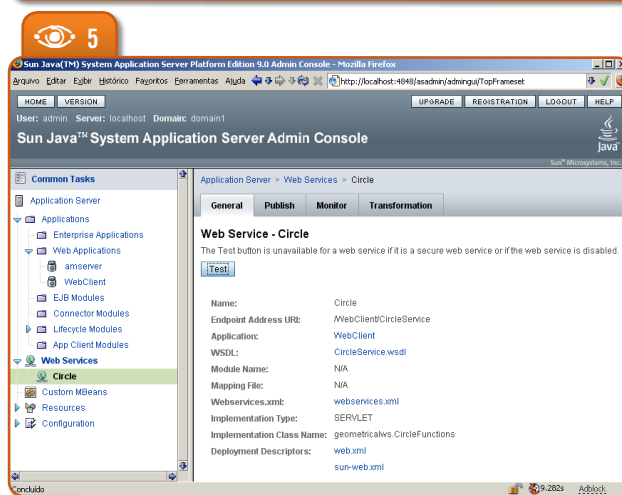 5
Sun Java(TM) System Application Server Platform Edition 9.0 Admin Console - Mozilla Firefox
Arquivo Editar Exibir Histórico Favoritos Ferramentas Ajuda http://localhost:4848/asadmin/admingui/TopFrameset
HOME VERSION UPGRADE REGISTRATION LOGOUT HELP
User: admin Server: localhost Domain: domain1
Sun Java™ System Application Server Admin Console
Java
Sun™ Microsystems, Inc.
Common Tasks
Application Server
Applications
Enterprise Applications
Web Applications
amserver
WebClient
EJB Modules
Connector Modules
Lifecycle Modules
App Client Modules
Web Services
Circle
Custom MBeans
Resources
Configuration
Application Server > Web Services > Circle
General Publish Monitor Transformation
Web Service - Circle
The Test button is unavailable for a web service if it is a secure web service or if the web service is disabled.
Test
Name: Circle
Endpoint Address URI: /WebClient/CircleService
Application: WebClient
WSDL: CircleService.wsdl
Module Name: N/A
Mapping File: N/A
Webservices.xml: webservices.xml
Implementation Type: SERVLET
Implementation Class Name: geometricalws.CircleFunctions
Deployment Descriptors: web.xml
sun-web.xml
Concluído 9.282s Adblock